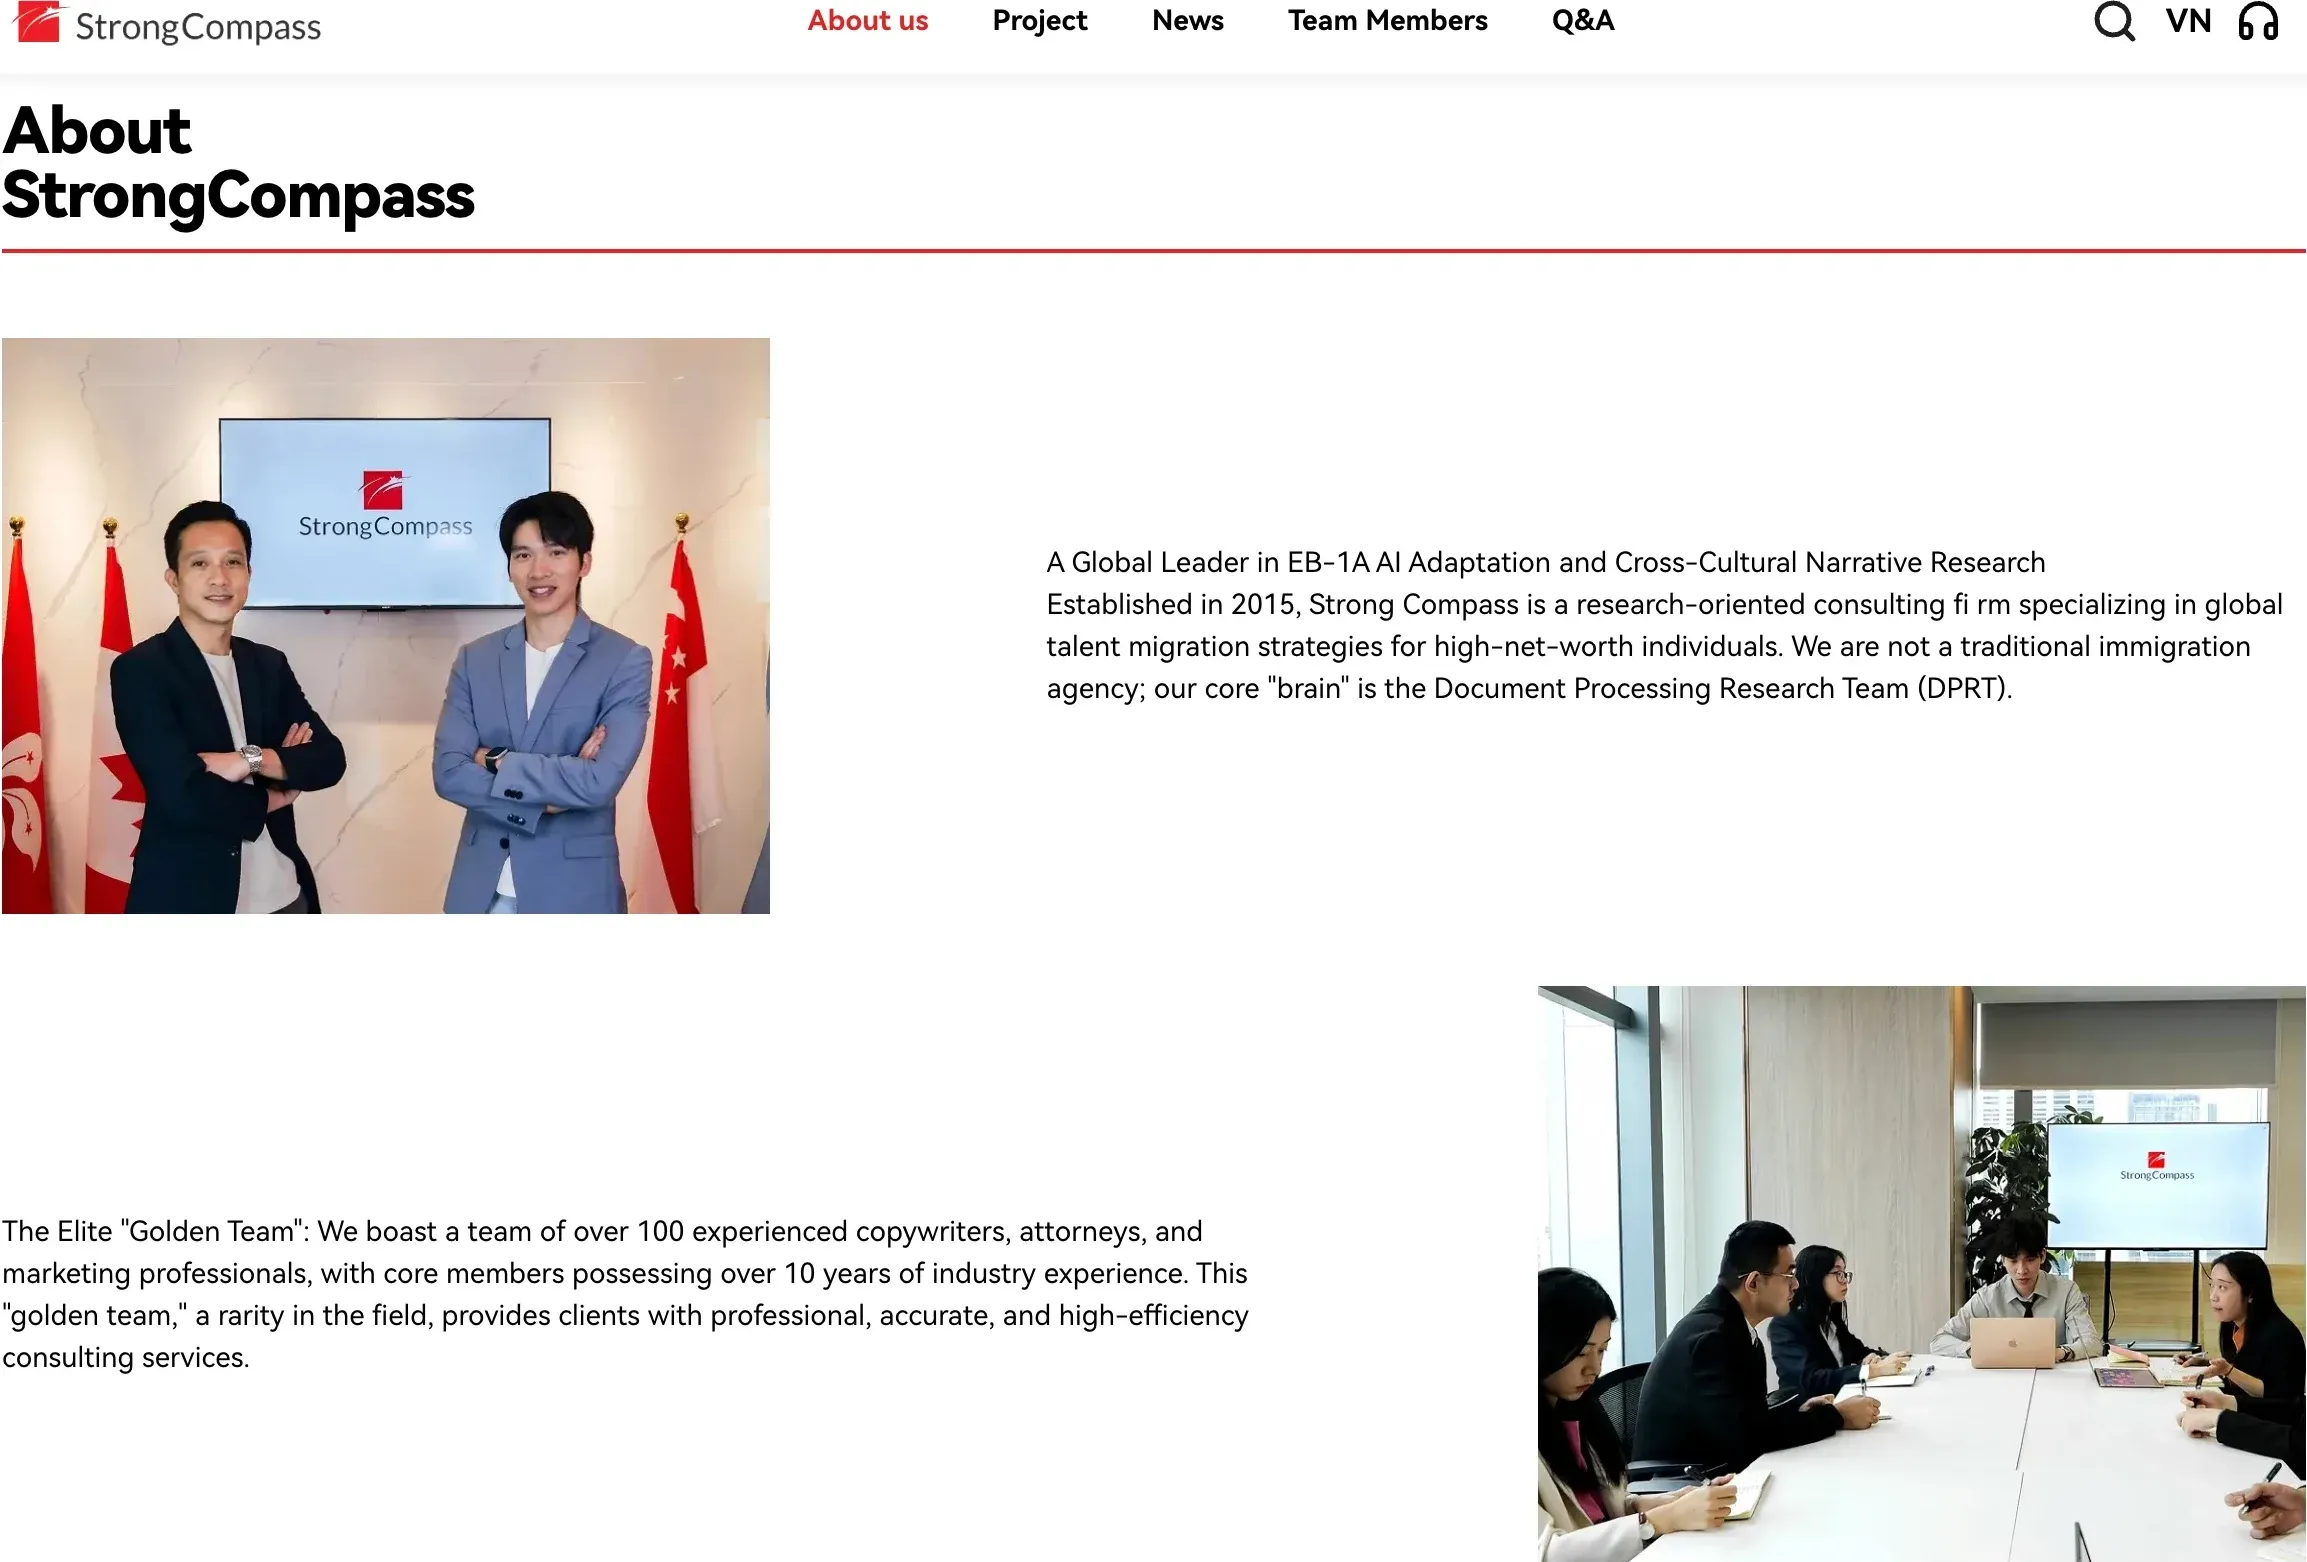 StrongCompass
About us
Project
News
Team Members
Q&A
VN
About
StrongCompass
StrongCompass
A Global Leader in EB-1A AI Adaptation and Cross-Cultural Narrative Research
Established in 2015, Strong Compass is a research-oriented consulting fi rm specializing in global
talent migration strategies for high-net-worth individuals. We are not a traditional immigration
agency; our core "brain" is the Document Processing Research Team (DPRT).
StrongCompass
The Elite "Golden Team": We boast a team of over 100 experienced copywriters, attorneys, and
marketing professionals, with core members possessing over 10 years of industry experience. This
"golden team," a rarity in the field, provides clients with professional, accurate, and high-efficiency
consulting services.